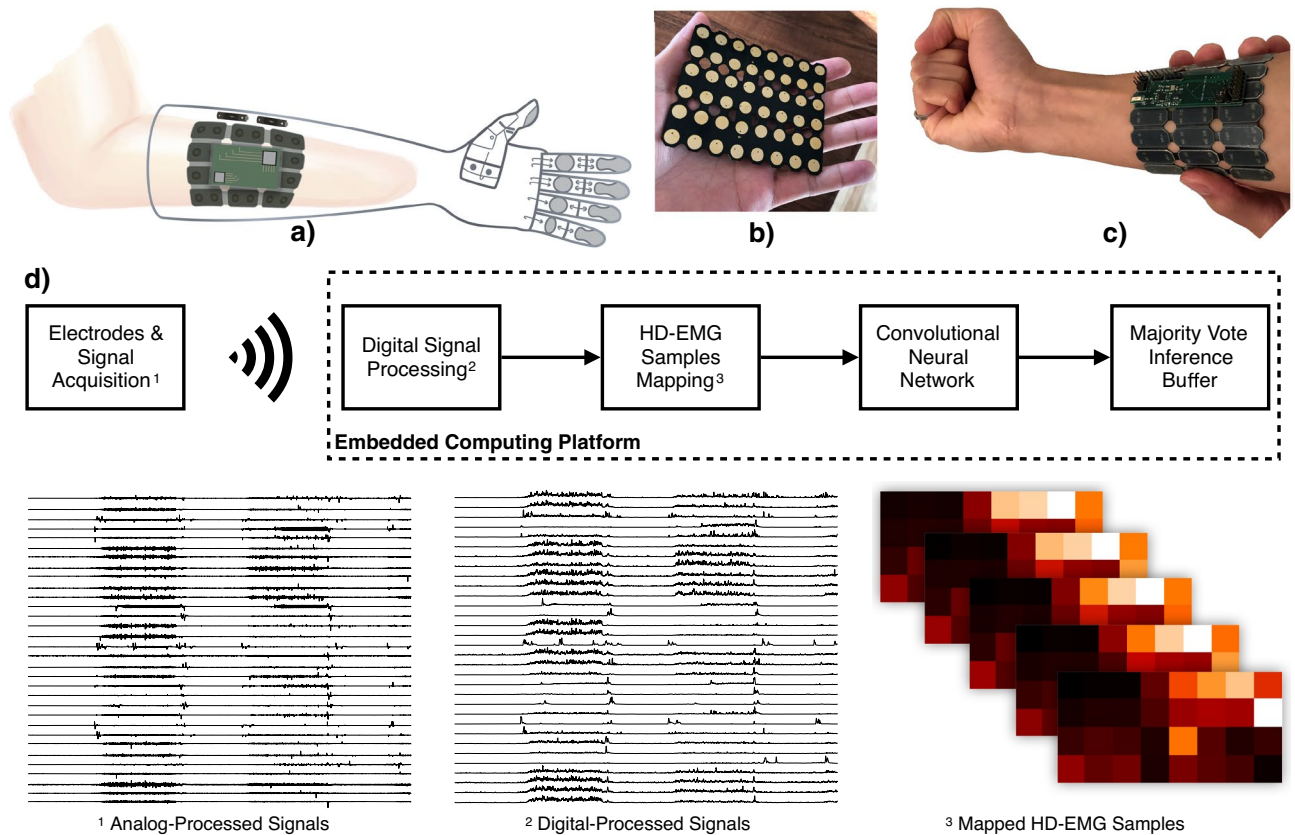 a)
b)
c)
d)
Electrodes &
Signal
Acquisition¹
Digital Signal
Processing²
HD-EMG
Samples
Mapping³
Convolutional
Neural
Network
Majority Vote
Inference
Buffer
Embedded Computing Platform
¹ Analog-Processed Signals
² Digital-Processed Signals
³ Mapped HD-EMG Samples